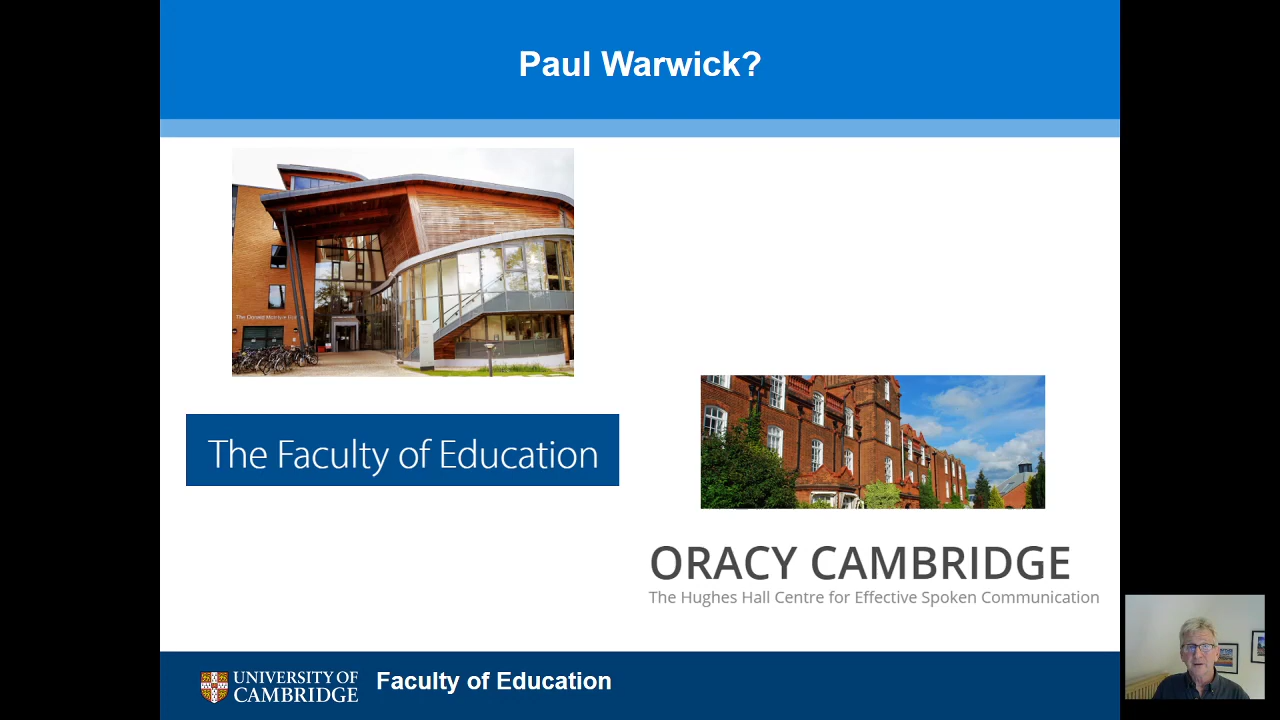 Paul Warwick?
The Faculty of Education
ORACY CAMBRIDGE
The Hughes Hall Centre for Effective Spoken Communication
UNIVERSITY OF
CAMBRIDGE
Faculty of Education